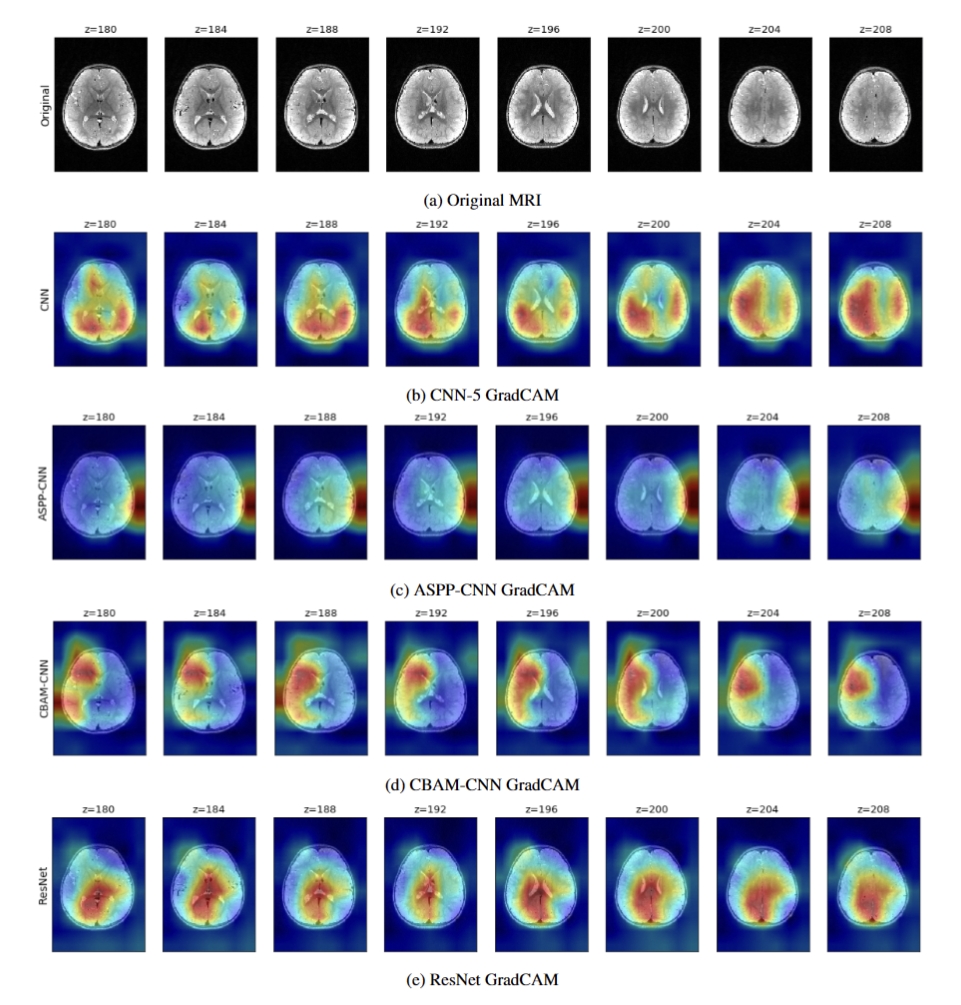 z=180 z=184 z=188 z=192 z=196 z=200 z=204 z=208
Original
(a) Original MRI
z=180 z=184 z=188 z=192 z=196 z=200 z=204 z=208
CNN
(b) CNN-5 GradCAM
z=180 z=184 z=188 z=192 z=196 z=200 z=204 z=208
ASPP-CNN
(c) ASPP-CNN GradCAM
z=180 z=184 z=188 z=192 z=196 z=200 z=204 z=208
CBAM-CNN
(d) CBAM-CNN GradCAM
z=180 z=184 z=188 z=192 z=196 z=200 z=204 z=208
ResNet
(e) ResNet GradCAM